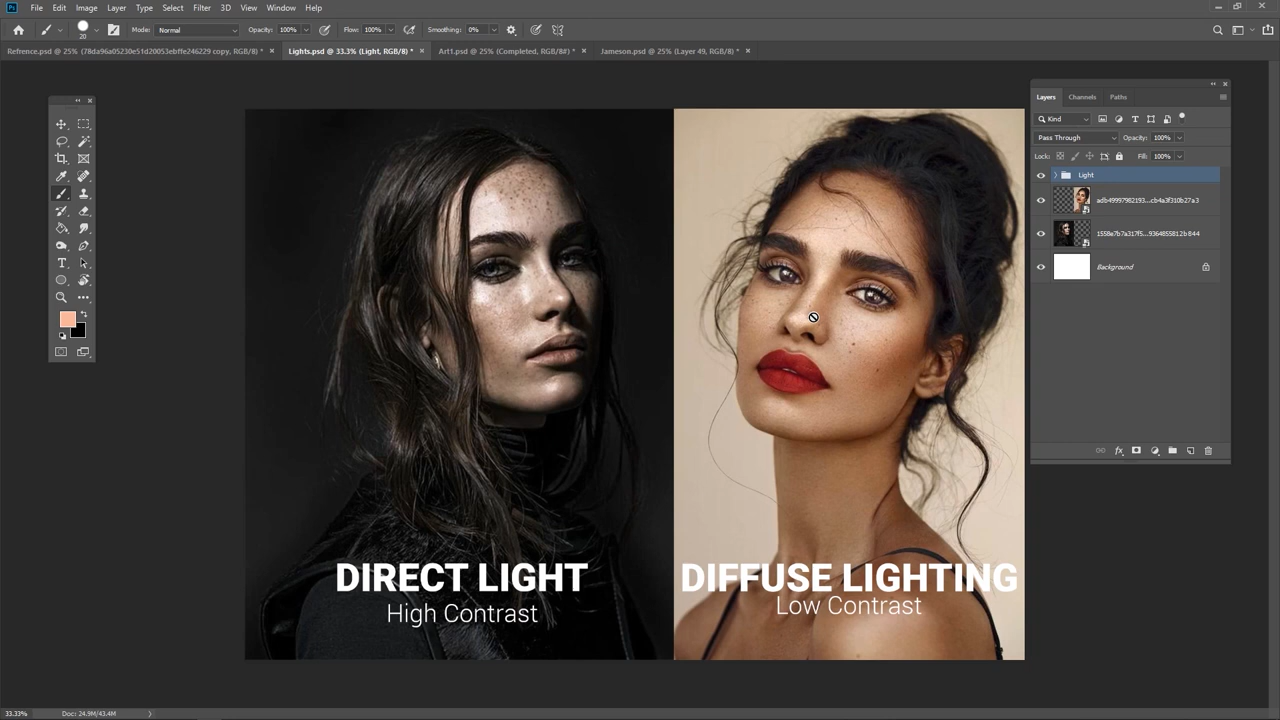 Ps File Edit Image Layer Type Select Filter 3D View Window Help
20 Mode: Normal Opacity: 100% Flow: 100% Smoothing: 0%
Refrence.psd @ 25% (78da96a05230e51d20053ebffe246229 copy, RGB/8) * × Lights.psd @ 33.3% (Light, RGB/8) * × Art1.psd @ 25% (Completed, RGB/8#) * × Jameson.psd @ 25% (Layer 49, RGB/8) * ×
Layers Channels Paths
Kind
Pass Through Opacity: 100%
Lock: Fill: 100%
Light
adb49997982193...cb4a3f310b27a3
1558e7b7a317f5...9364855812b844
Background
DIRECT LIGHT
High Contrast
DIFFUSE LIGHTING
Low Contrast
33.33% Doc: 24.9M/43.4M